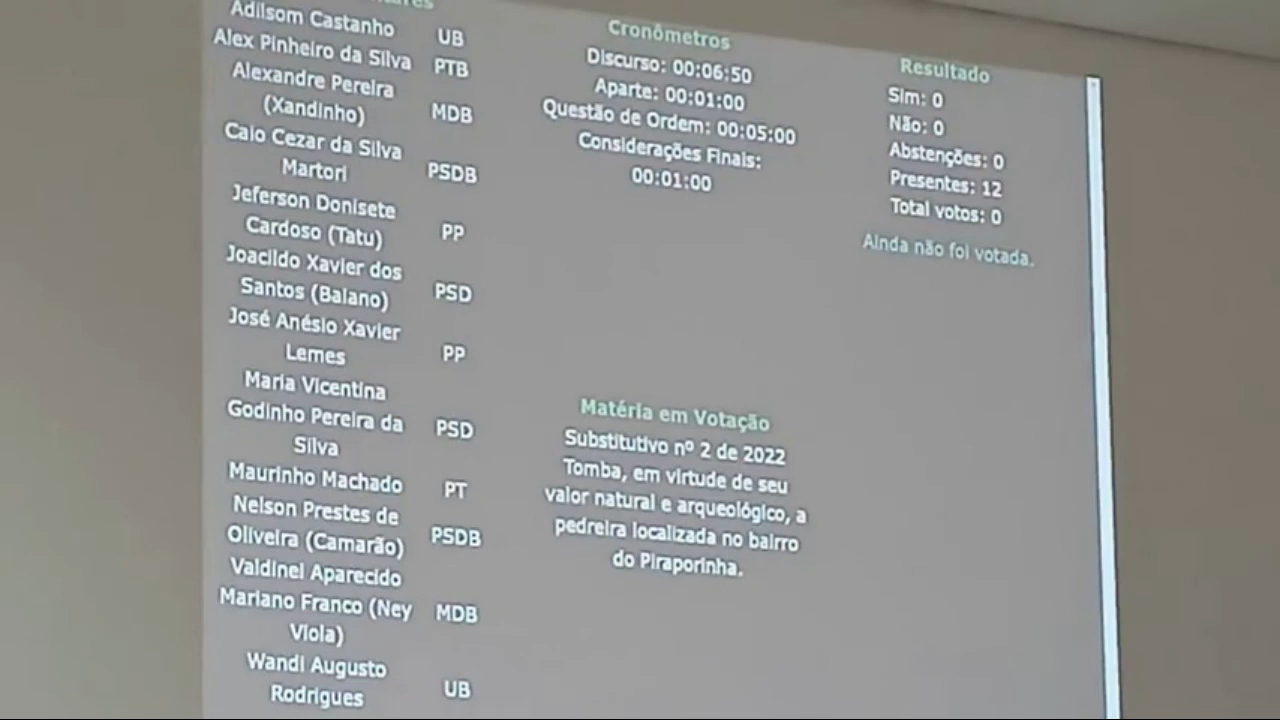 Adilsom Castanho
UB
Alex Pinheiro da Silva
PTB
Alexandre Pereira
(Xandinho)
MDB
Caio Cezar da Silva
Martori
PSDB
Jeferson Donisete
Cardoso (Tatu)
PP
Joacildo Xavier dos
Santos (Baiano)
PSD
José Anésio Xavier
Lemes
PP
Maria Vicentina
Godinho Pereira da
Silva
PSD
Maurinho Machado
PT
Nelson Prestes de
Oliveira (Camarão)
PSDB
Valdinei Aparecido
Mariano Franco (Ney
Viola)
MDB
Wandi Augusto
Rodrigues
UB
Cronômetros
Discurso: 00:06:50
Aparte: 00:01:00
Questão de Ordem: 00:05:00
Considerações Finais:
00:01:00
Matéria em Votação
Substitutivo nº 2 de 2022
Tomba, em virtude de seu
valor natural e arqueológico, a
pedreira localizada no bairro
do Piraporinha.
Resultado
Sim: 0
Não: 0
Abstenções: 0
Presentes: 12
Total votos: 0
Ainda não foi votada.